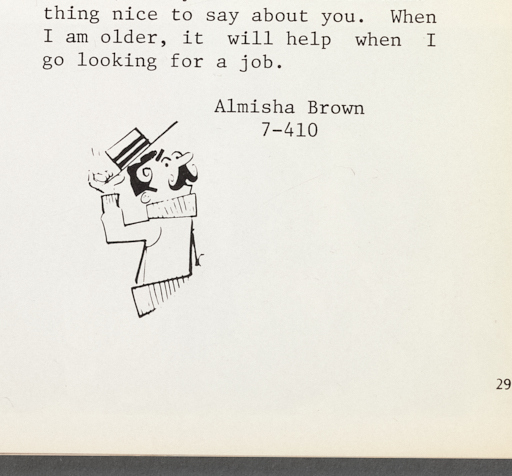 thing nice to say about you. When
I am older, it will help when I
go looking for a job.
Almisha Brown
7-410
29